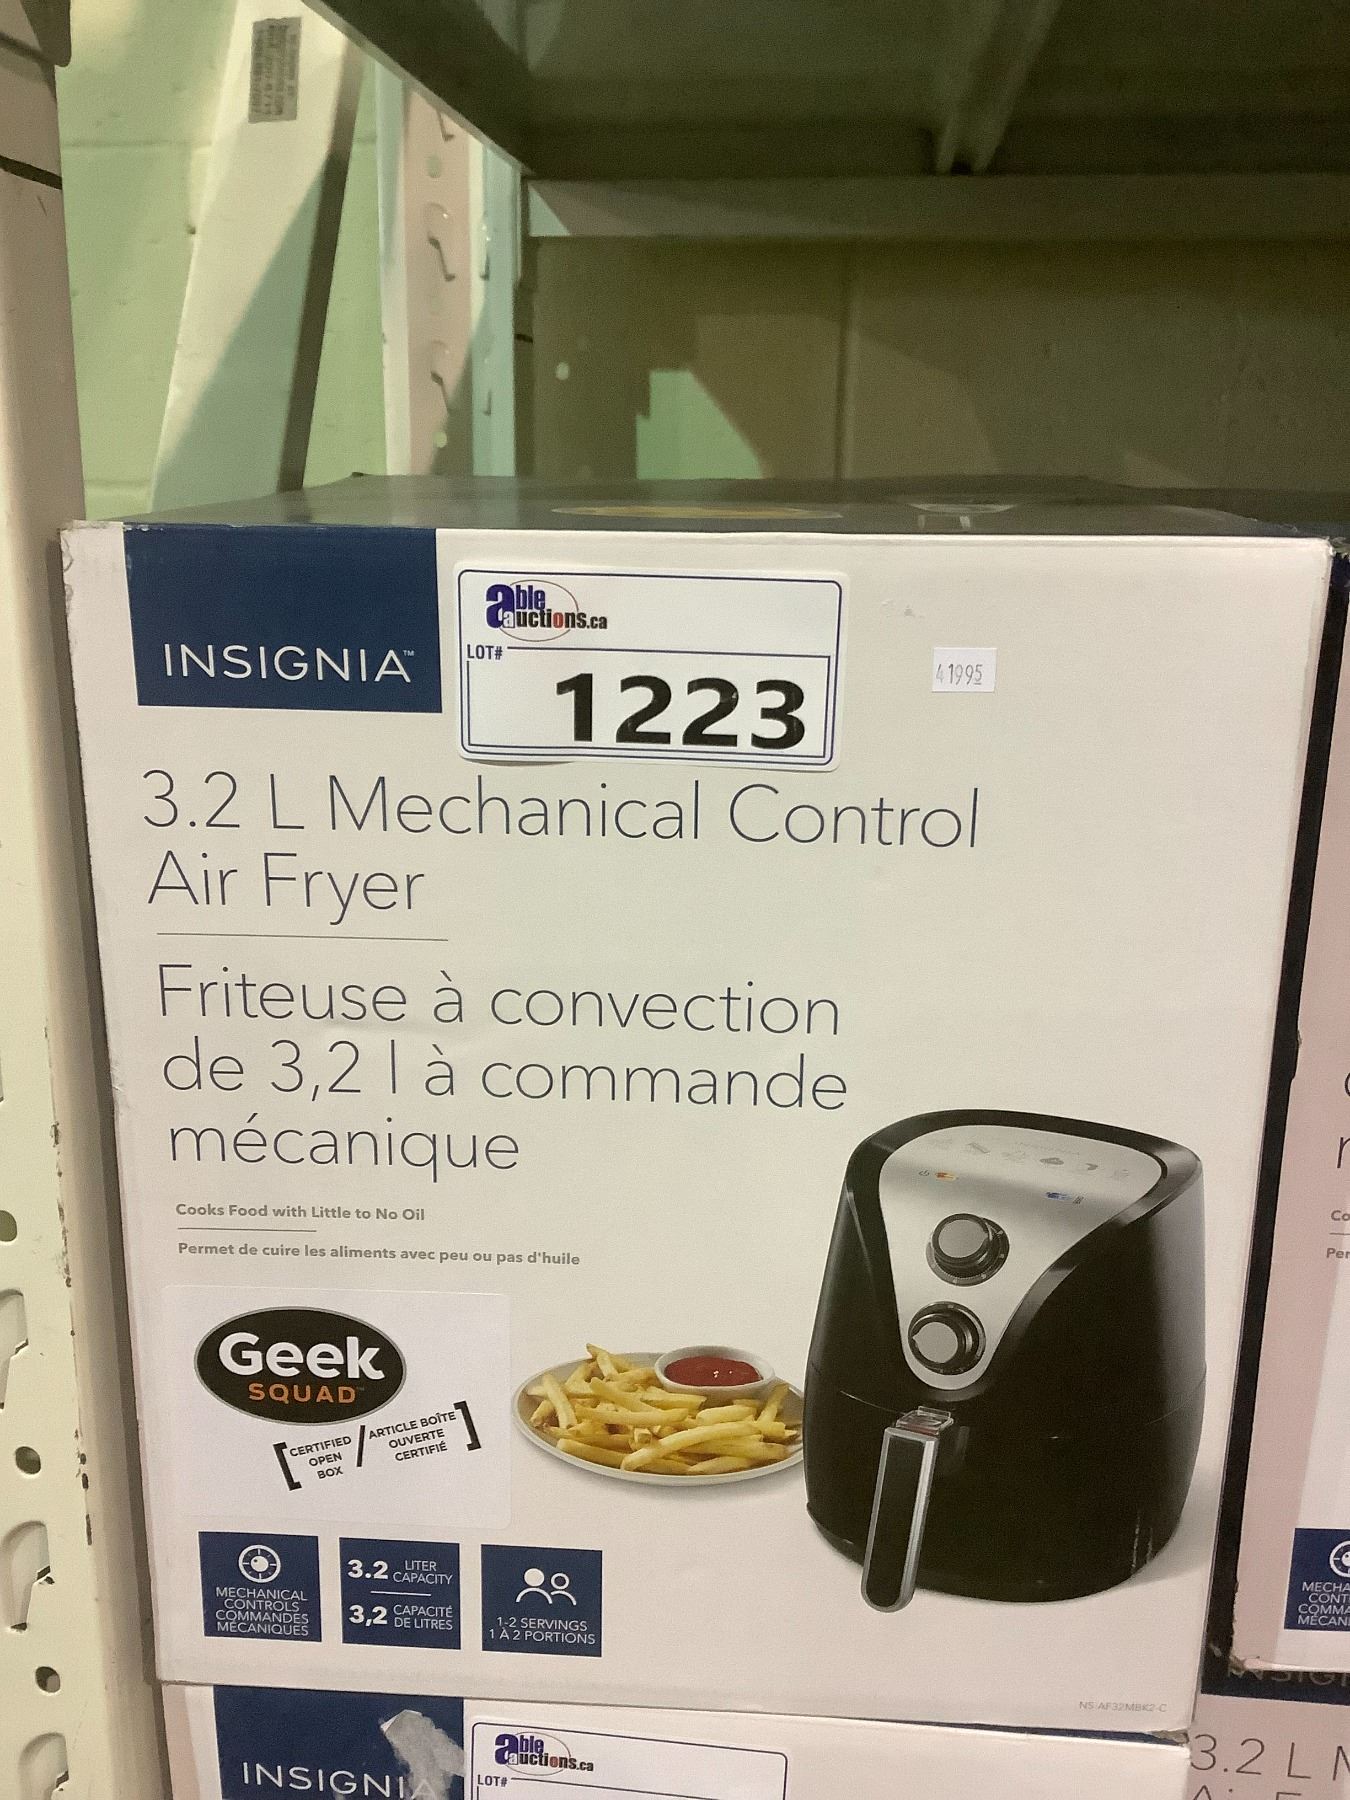 INSIGNIA™
able
auctions.ca
LOT#
1223
41995
3.2 L Mechanical Control
Air Fryer
Friteuse à convection
de 3,2 l à commande
mécanique
Cooks Food with Little to No Oil
Permet de cuire les aliments avec peu ou pas d'huile
Geek
SQUAD
[CERTIFIED OPEN BOX / ARTICLE BOÎTE OUVERTE CERTIFIÉ]
MECHANICAL
CONTROLS
COMMANDES
MÉCANIQUES
3.2 LITER CAPACITY
3,2 CAPACITÉ DE LITRES
1-2 SERVINGS
1 À 2 PORTIONS
NS-AF32MBK2-C
INSIGNIA
able
auctions.ca
LOT#
3.2 L